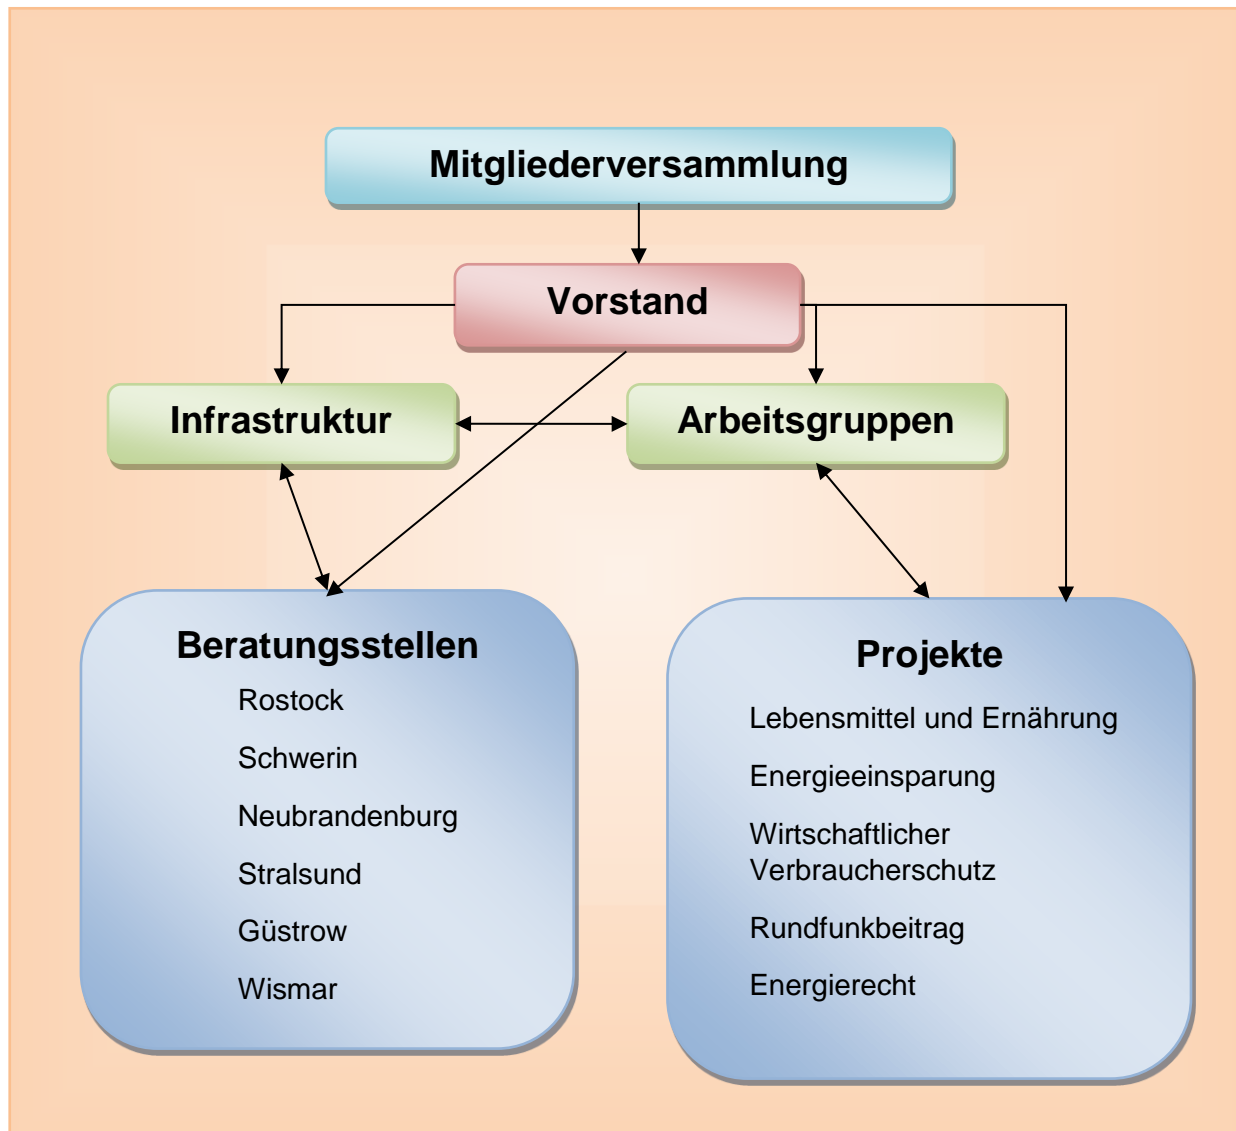 Mitgliederversammlung
Vorstand
Infrastruktur
Arbeitsgruppen
Beratungsstellen
Rostock
Schwerin
Neubrandenburg
Stralsund
Güstrow
Wismar
Projekte
Lebensmittel und Ernährung
Energieeinsparung
Wirtschaftlicher
Verbraucherschutz
Rundfunkbeitrag
Energierecht